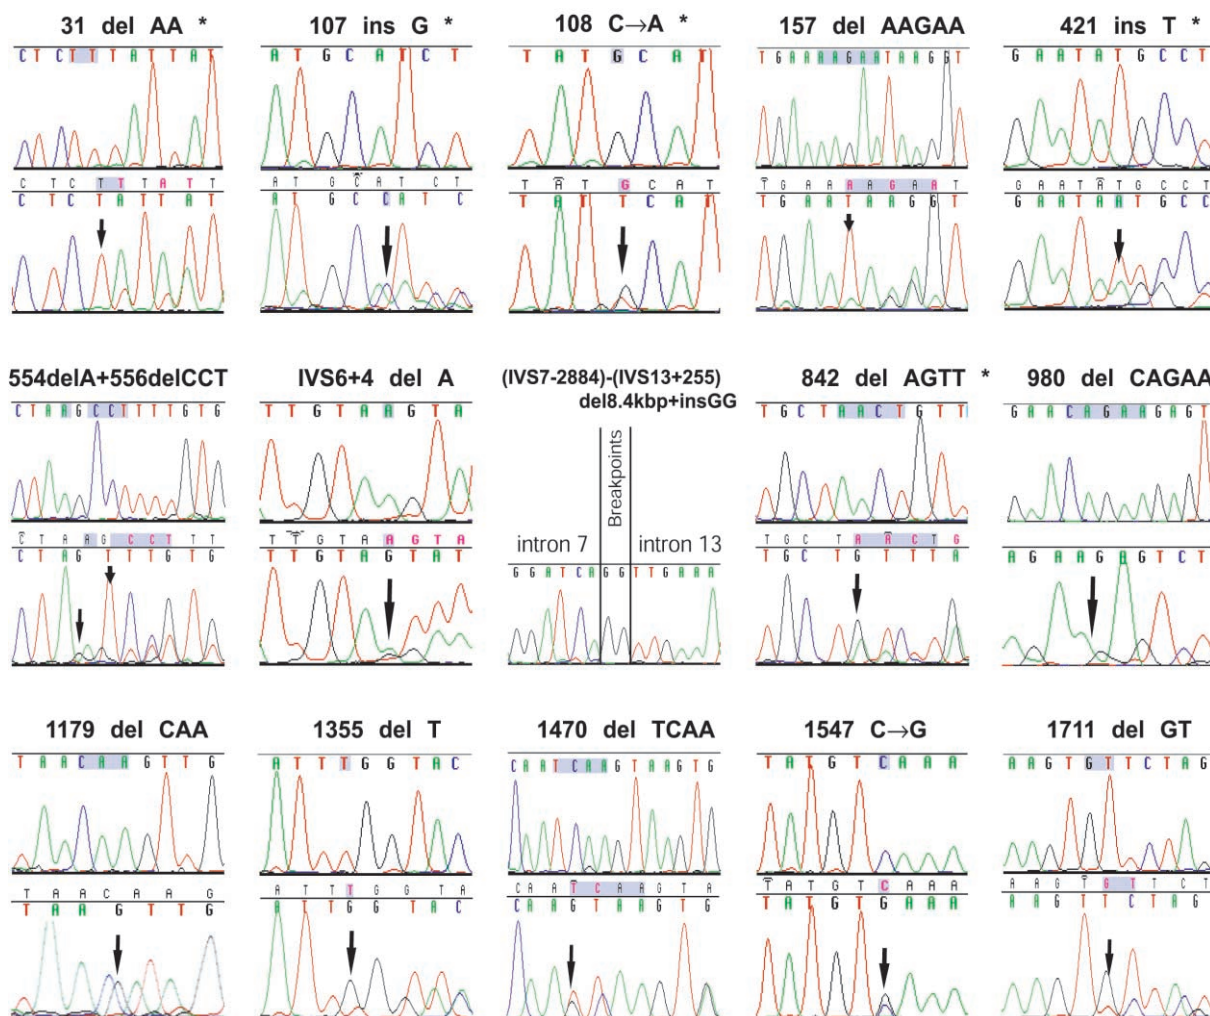 31 del AA *
C T C T T T A T T A T
C T C T T T A T T
C T C T A T T A T
107 ins G *
A T G C A T C T
A T G C A T C T
A T G C C A T C
108 C→A *
T A T G C A T
T A T G C A T
T A T T C A T
157 del AAGAA
T G A A A A G A A T A A G G T
T G A A A A G A A T
T G A A T A A G G T
421 ins T *
G A A T A T G C C T
G A A T A T G C C T
G A A T A A T G C C
554delA+556delCCT
C T A A G C C T T T T G T G
C T A A G C C T T T
C T A G T T T G T G
IVS6+4 del A
T T G T A A G T A
T T G T A A G T A
T T G T A G T A T
(IVS7-2884)-(IVS13+255)
del8.4kbp+insGG
Breakpoints
intron 7 intron 13
G G A T C A G G T T G A A A
842 del AGTT *
T G C T A A C T G T T
T G C T A A C T G
T G C T G T T T A
980 del CAGAA
G A A C A G A A G A G T
A G A A G A G T C T
1179 del CAA
T A A C A A G T T G
T A A C A A G
T A A G T T G
1355 del T
A T T T G G T A C
A T T T G G T A
A T T G G T A C
1470 del TCAA
C A A T C A A G T A A G T G
C A A T C A A G T A
C A A G T A A G T G
1547 C→G
T A T G T C A A A
T A T G T C A A A
T A T G T G A A A
1711 del GT
A A G T G T T C T A G
A A G T G T T C T
A A G T T C T A G